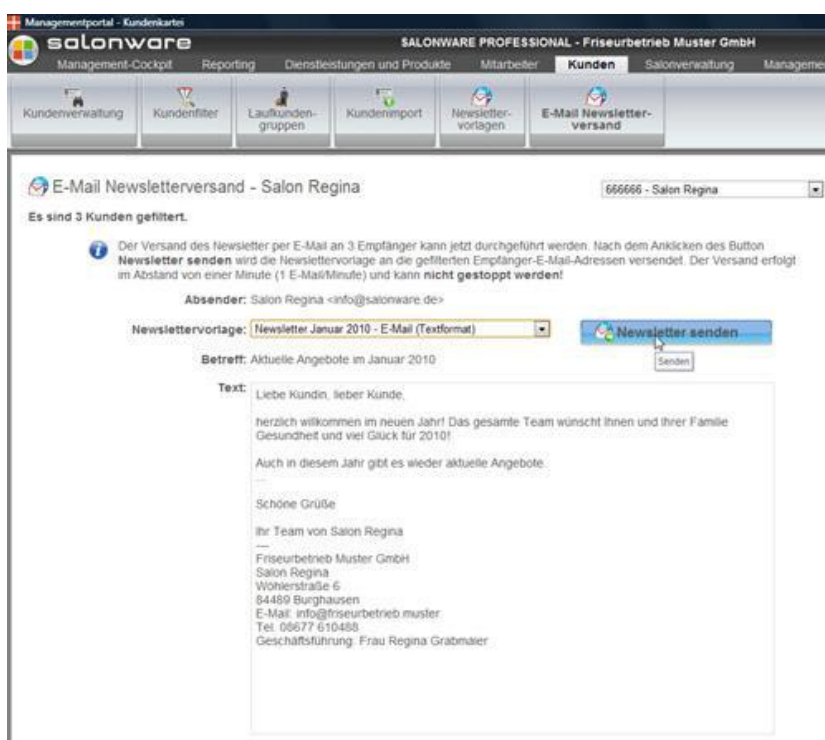 Managementportal - Kundenkartei
salonware
SALONWARE PROFESSIONAL - Friseurbetrieb Muster GmbH
Management-Cockpit Reporting Dienstleistungen und Produkte Mitarbeiter Kunden Salonverwaltung Manageme
Kundenverwaltung Kundenfilter Laufkunden-gruppen Kundenimport Newsletter-vorlagen E-Mail Newsletter-versand
E-Mail Newsletterversand - Salon Regina
666666 - Salon Regina
Es sind 3 Kunden gefiltert.
Der Versand des Newsletter per E-Mail an 3 Empfänger kann jetzt durchgeführt werden. Nach dem Anklicken des Button
Newsletter senden wird die Newslettervorlage an die gefilterten Empfänger-E-Mail-Adressen versendet. Der Versand erfolgt
im Abstand von einer Minute (1 E-Mail/Minute) und kann nicht gestoppt werden!
Absender: Salon Regina <info@salonware.de>
Newslettervorlage: Newsletter Januar 2010 - E-Mail (Textformat)
Newsletter senden
Senden
Betreff: Aktuelle Angebote im Januar 2010
Text:
Liebe Kundin, lieber Kunde,
herzlich willkommen im neuen Jahr! Das gesamte Team wünscht Ihnen und Ihrer Familie
Gesundheit und viel Glück für 2010!
Auch in diesem Jahr gibt es wieder aktuelle Angebote.
...
Schöne Grüße
Ihr Team von Salon Regina
---
Friseurbetrieb Muster GmbH
Salon Regina
Wöhlerstraße 6
84489 Burghausen
E-Mail: info@friseurbetrieb.muster
Tel. 08677 610488
Geschäftsführung: Frau Regina Grabmaier